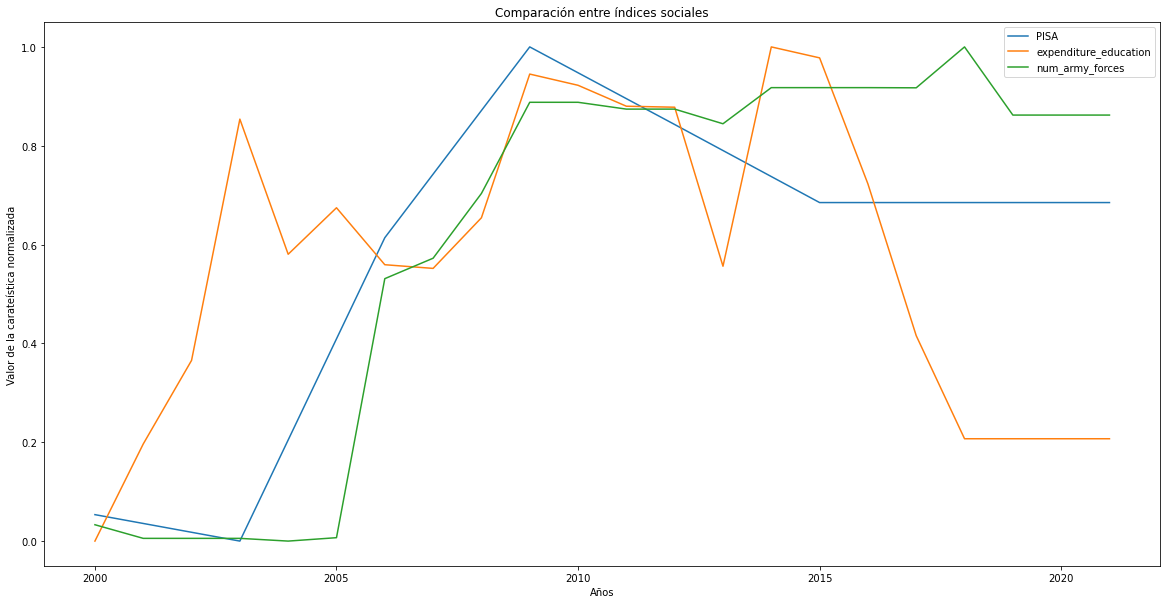 Comparación entre índices sociales
PISA
expenditure_education
num_army_forces
Valor de la carateística normalizada
1.0
0.8
0.6
0.4
0.2
0.0
2000
2005
2010
2015
2020
Años